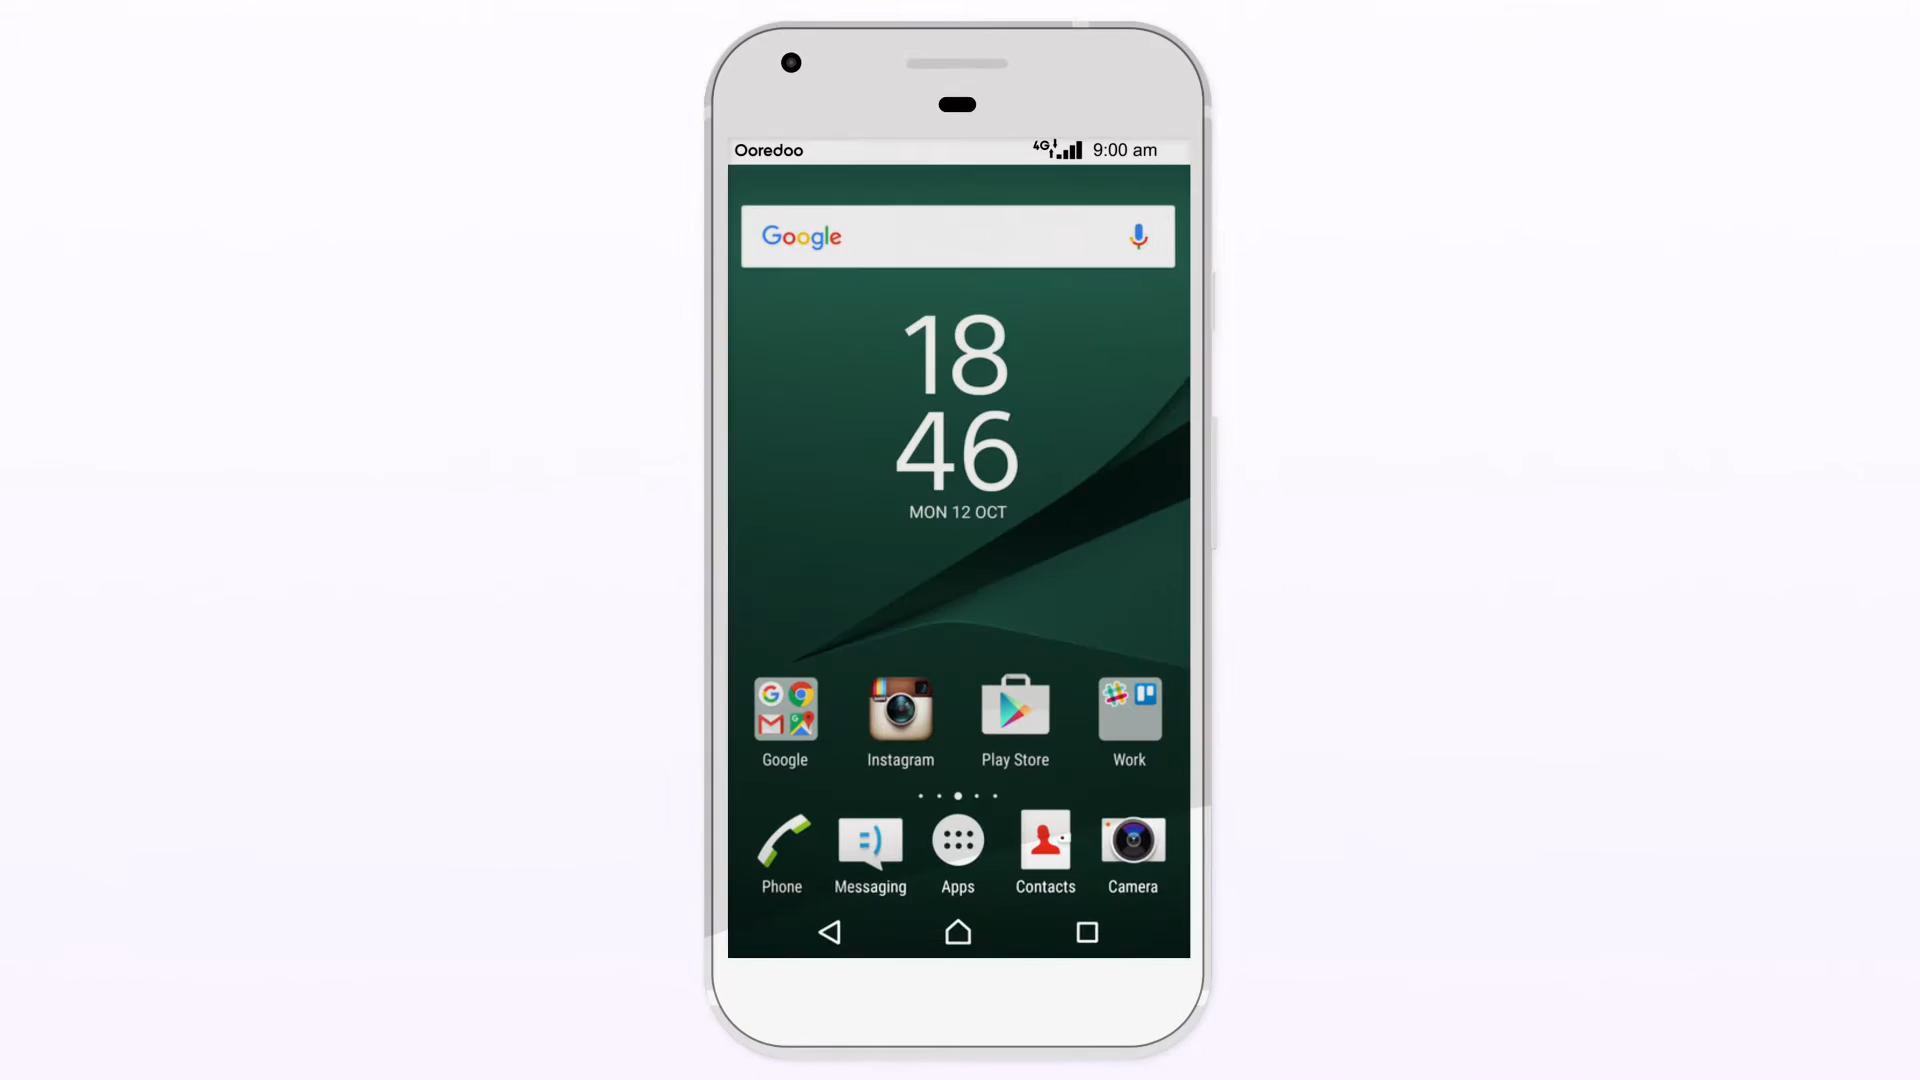 Ooredoo 4G 9:00 am
Google
18
46
MON 12 OCT
Google Instagram Play Store Work
Phone Messaging Apps Contacts Camera